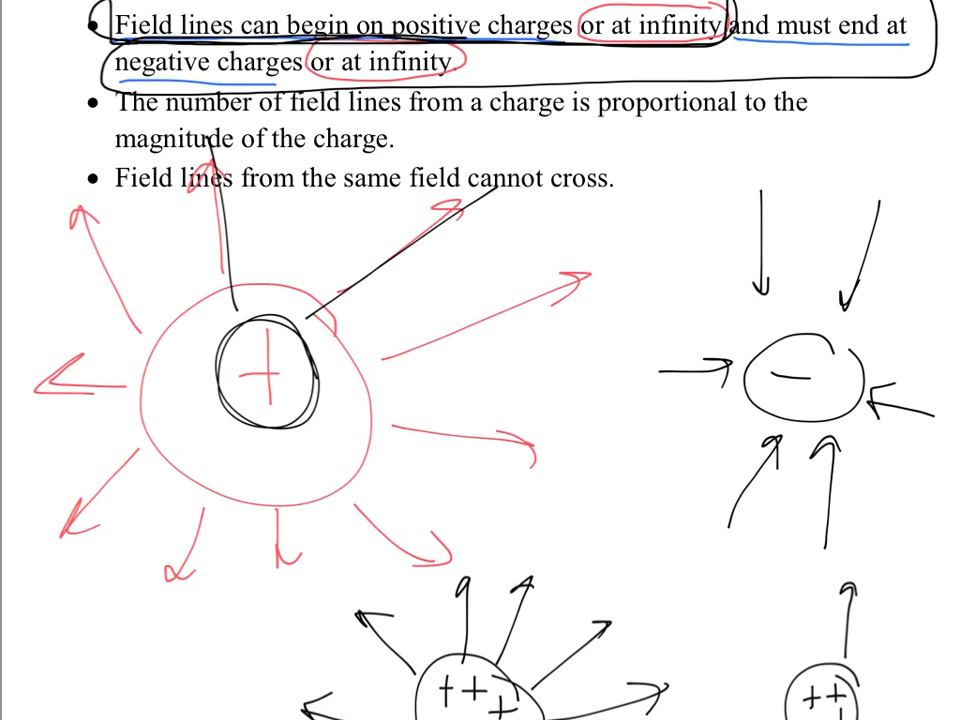 • Field lines can begin on positive charges or at infinity and must end at
negative charges or at infinity.
• The number of field lines from a charge is proportional to the
magnitude of the charge.
• Field lines from the same field cannot cross.
+
−
+++
++
+